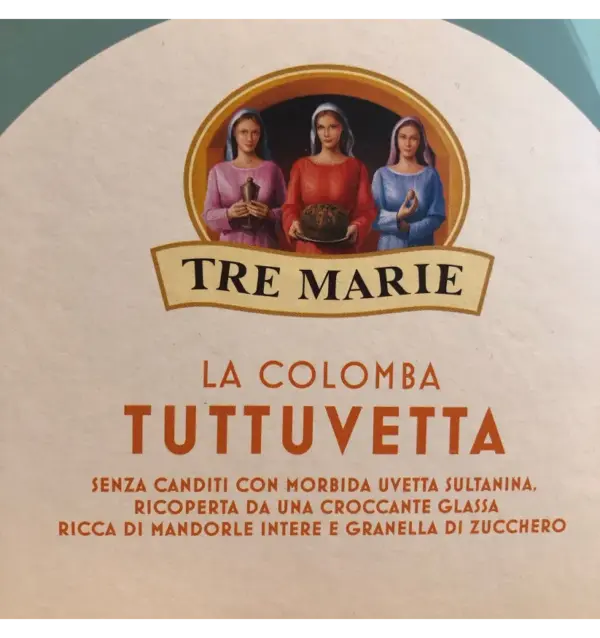 TRE MARIE
LA COLOMBA
TUTTUVETTA
SENZA CANDITI CON MORBIDA UVETTA SULTANINA,
RICOPERTA DA UNA CROCCANTE GLASSA
RICCA DI MANDORLE INTERE E GRANELLA DI ZUCCHERO